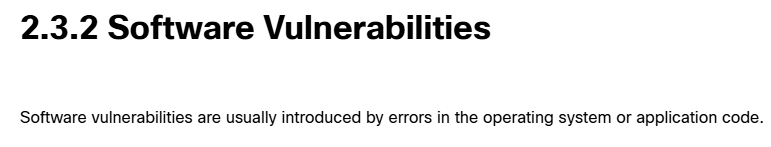 2.3.2 Software Vulnerabilities
Software vulnerabilities are usually introduced by errors in the operating system or application code.